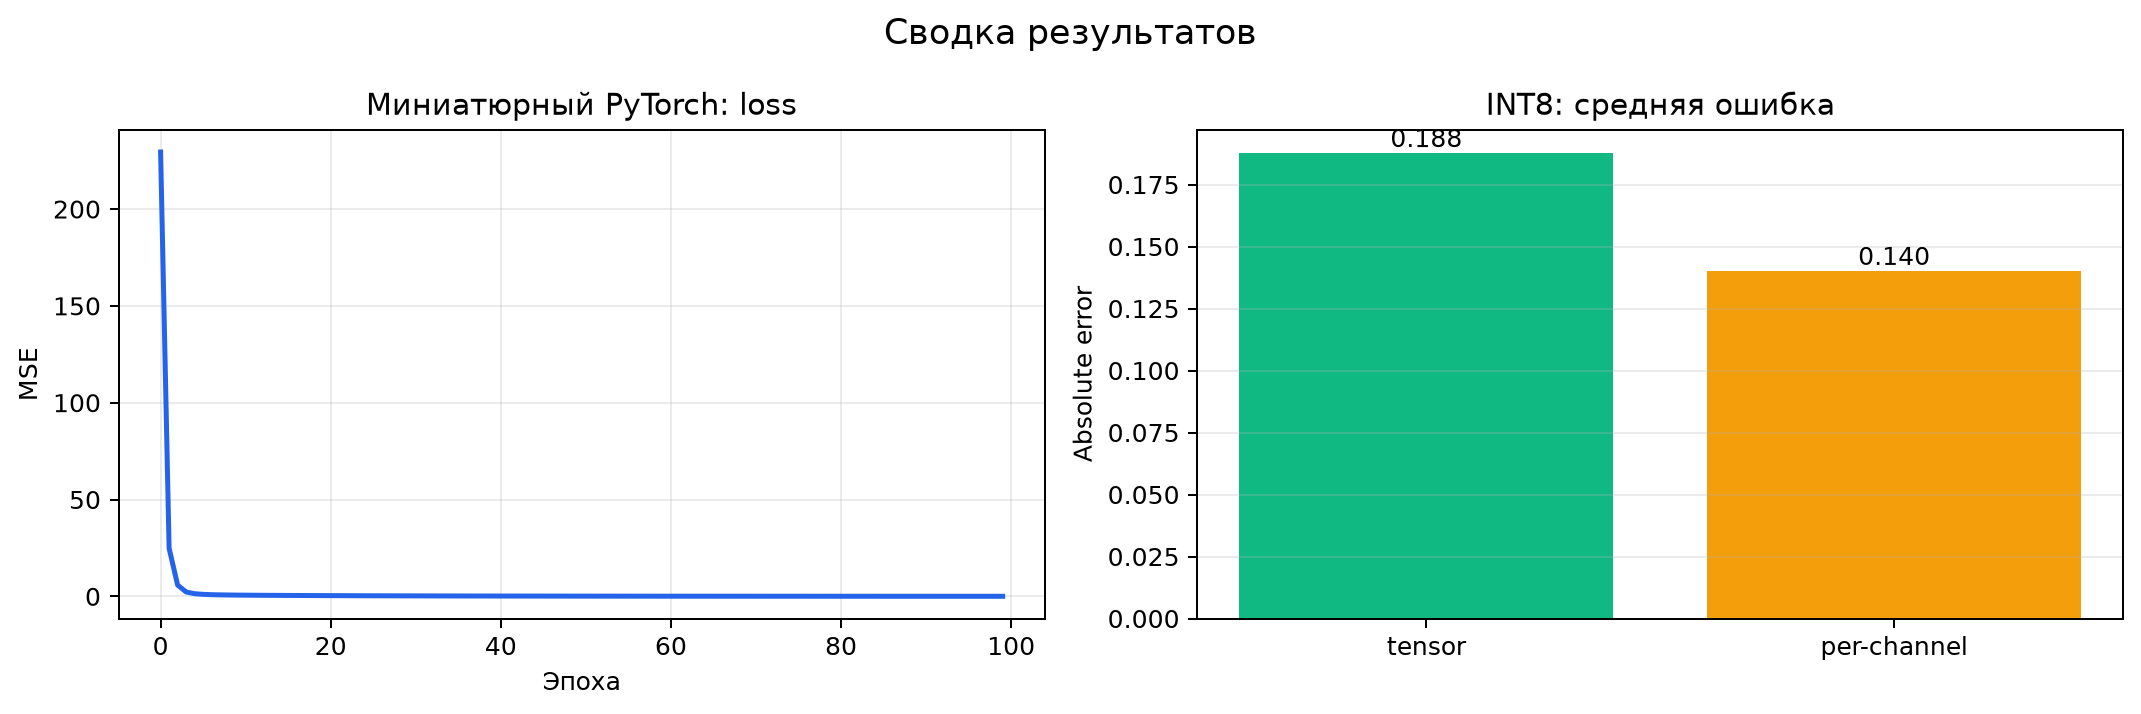 Сводка результатов
Миниатюрный PyTorch: loss
MSE
200
150
100
50
0
0 20 40 60 80 100
Эпоха
INT8: средняя ошибка
Absolute error
0.175
0.150
0.125
0.100
0.075
0.050
0.025
0.000
0.188
0.140
tensor per-channel